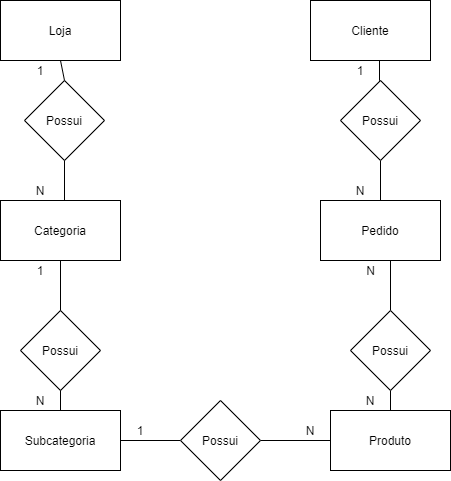 Loja
Cliente
1
1
Possui
Possui
N
N
Categoria
Pedido
1
N
Possui
Possui
N
N
Subcategoria
1
Possui
N
Produto